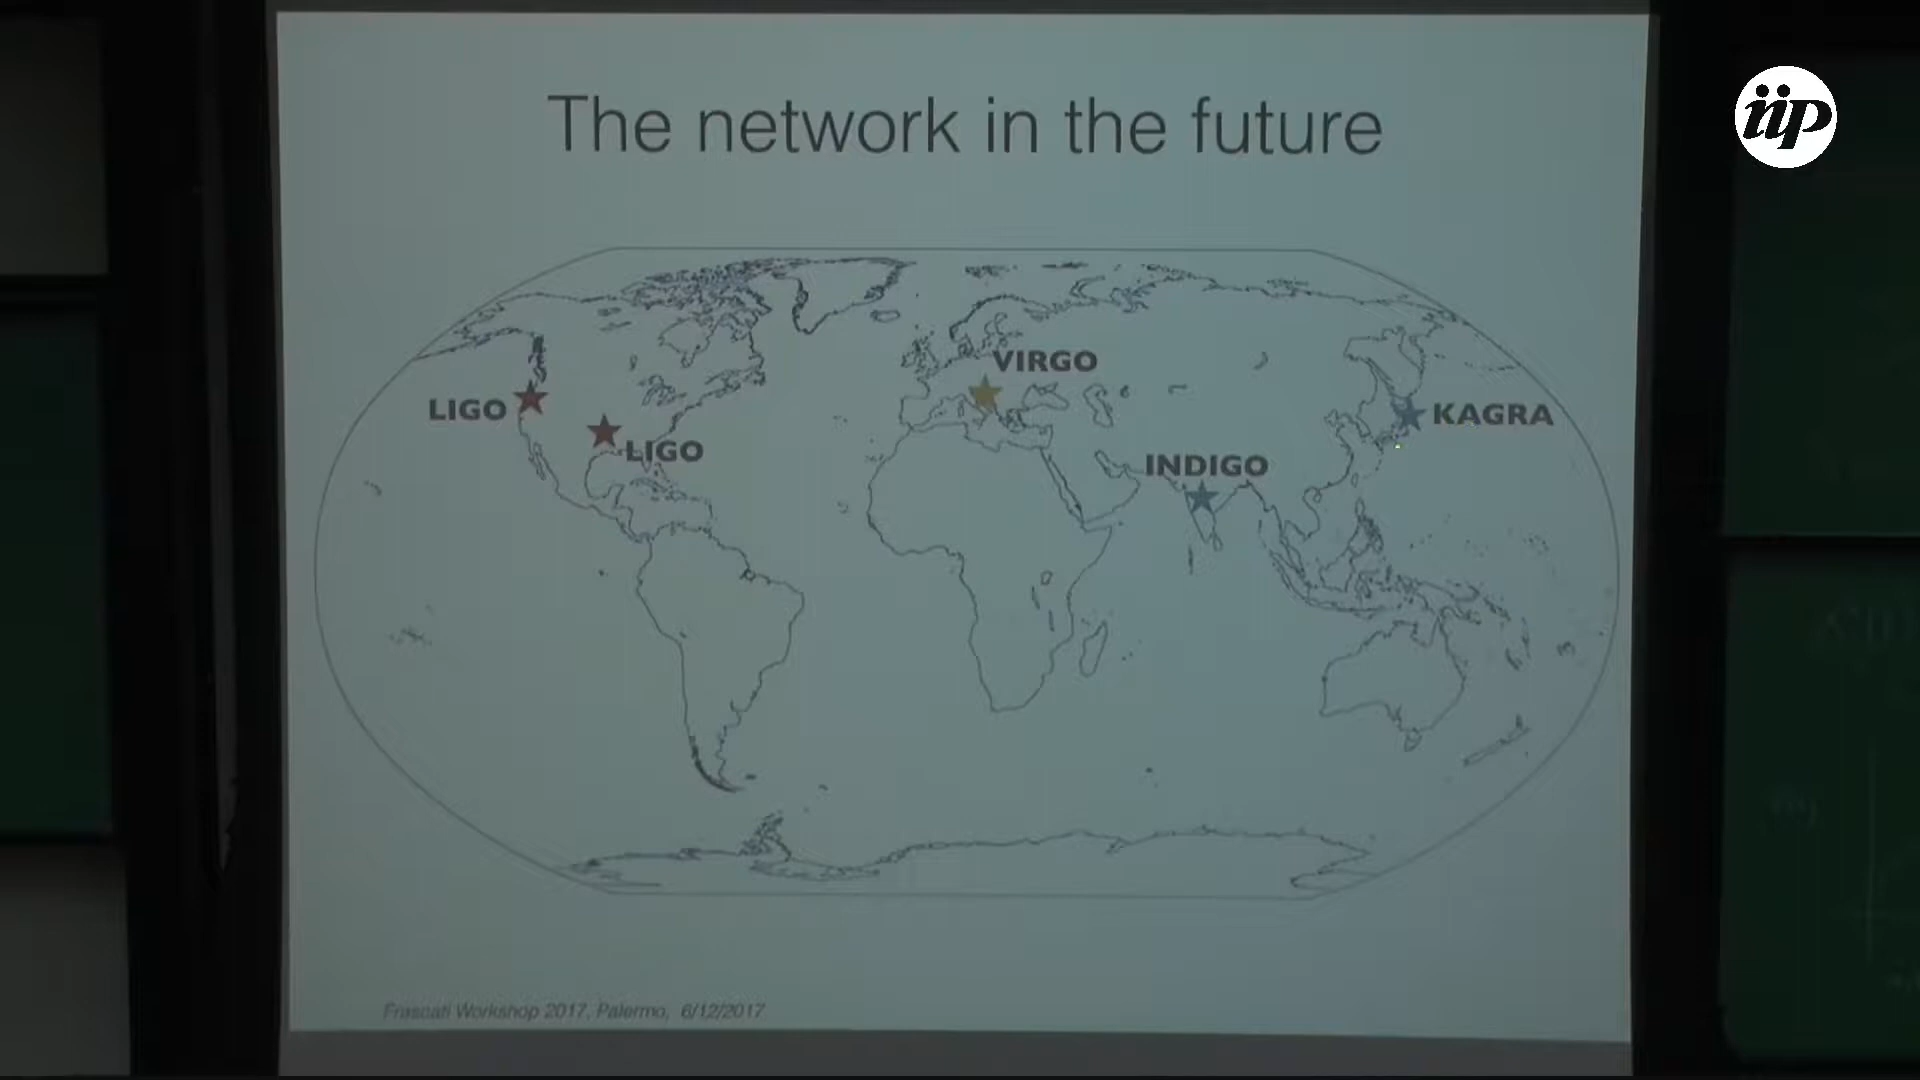 The network in the future
iip
VIRGO
LIGO
KAGRA
LIGO
INDIGO
Frascati Workshop 2017, Palermo, 6/12/2017